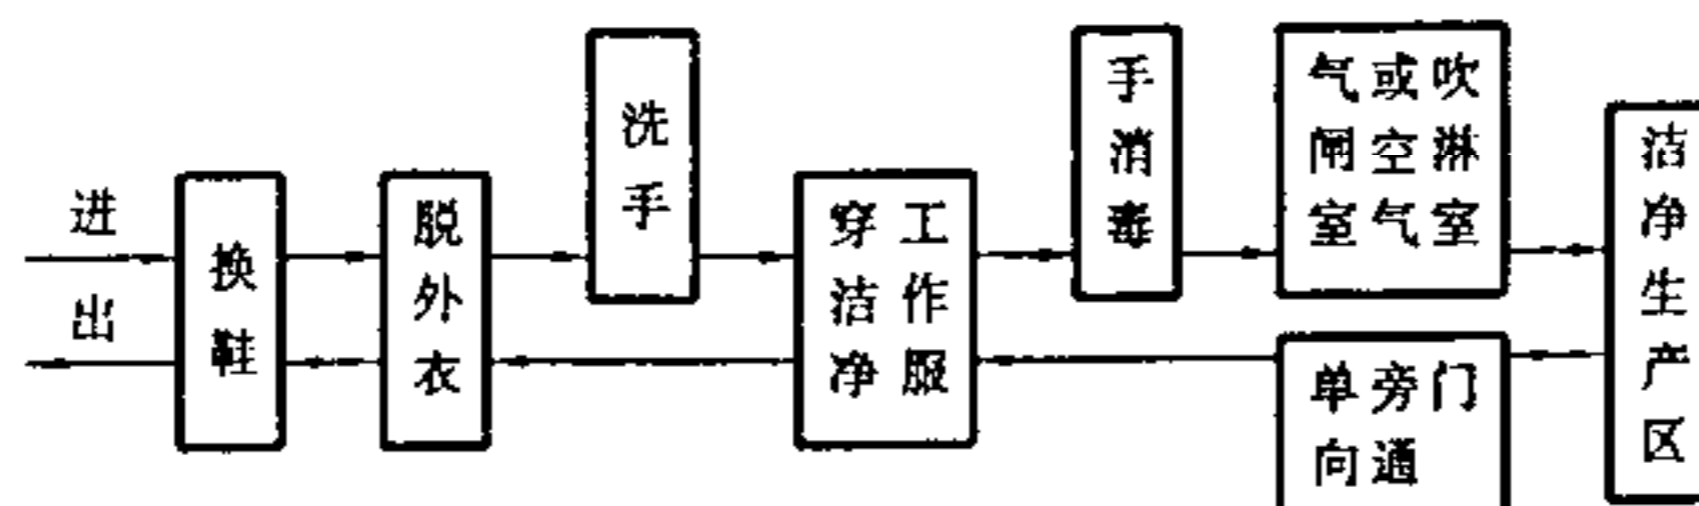 进
出
换鞋
脱外衣
洗手
穿洁净
工作服
手消毒
气闸室
或空气
吹淋室
单向
旁通
门
洁净生产区